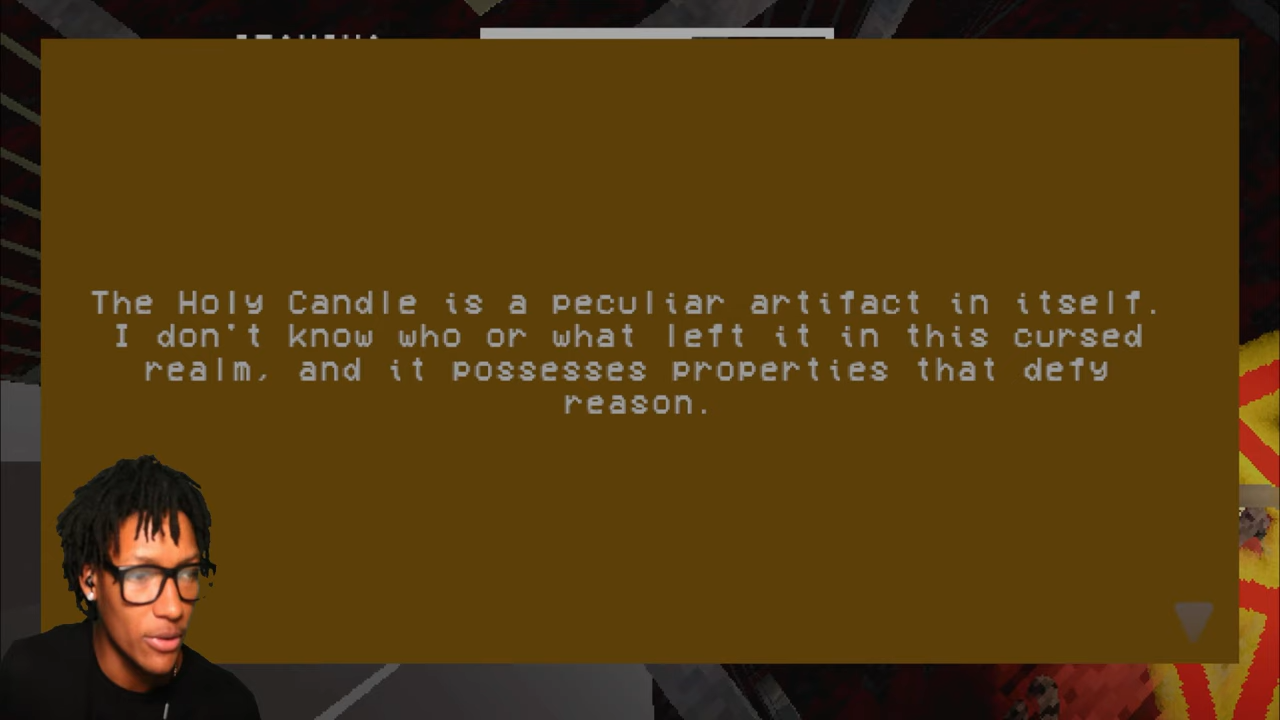 The Holy Candle is a peculiar artifact in itself.
I don't know who or what left it in this cursed
realm, and it possesses properties that defy
reason.